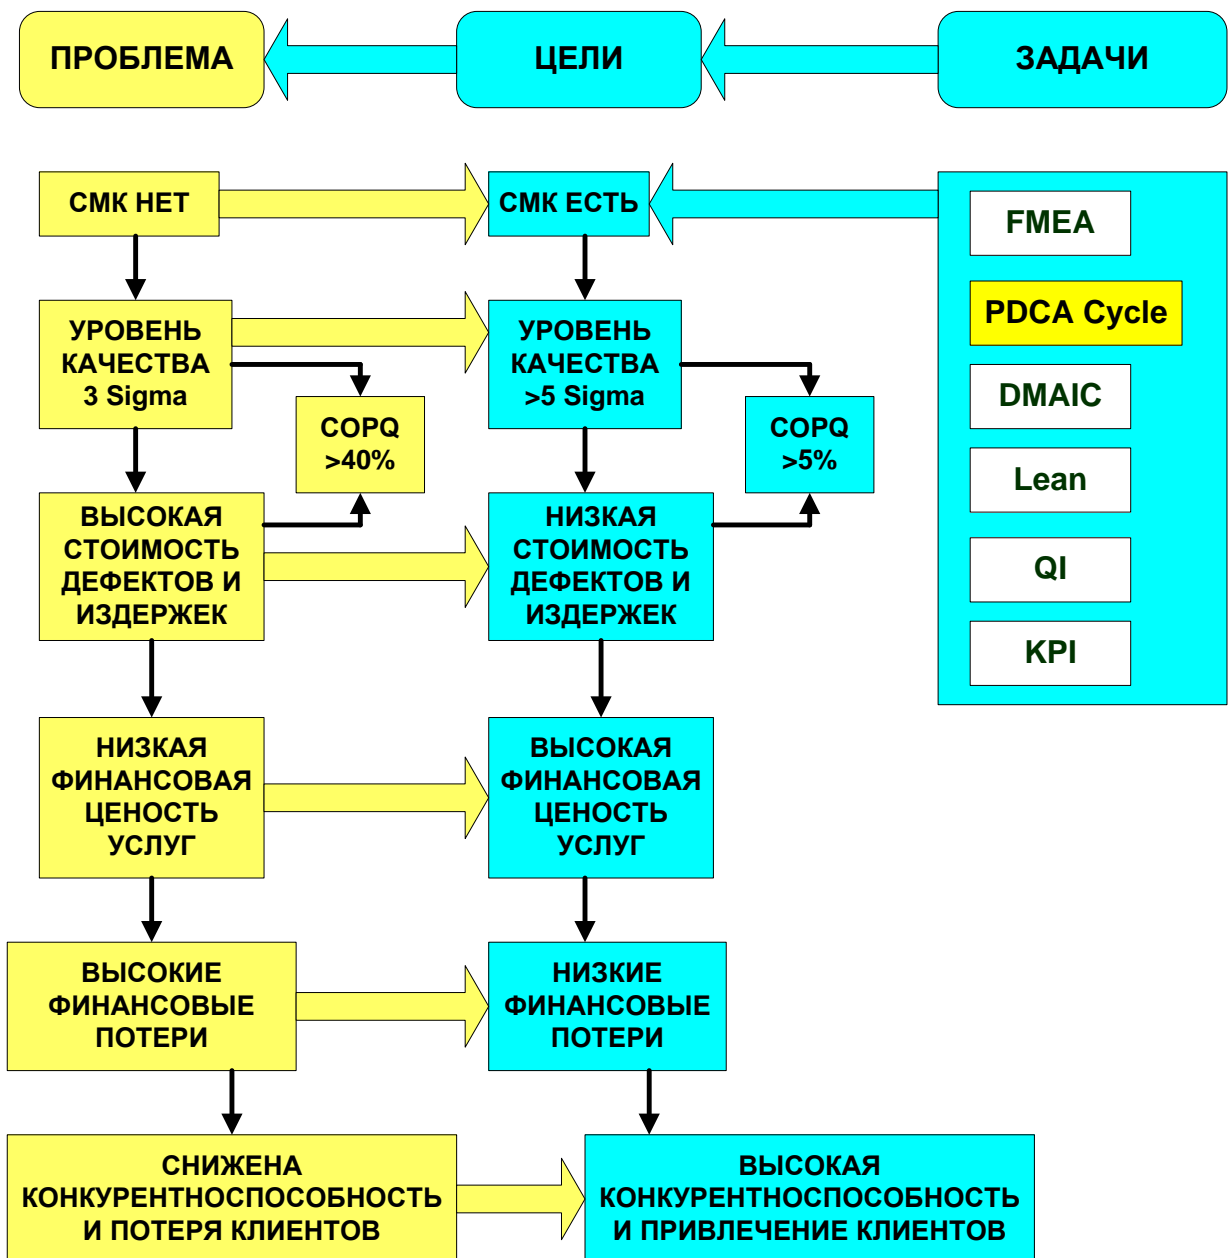 ПРОБЛЕМА
ЦЕЛИ
ЗАДАЧИ
СМК НЕТ
СМК ЕСТЬ
FMEA
PDCA Cycle
DMAIC
Lean
QI
KPI
УРОВЕНЬ
КАЧЕСТВА
3 Sigma
COPQ
>40%
УРОВЕНЬ
КАЧЕСТВА
>5 Sigma
COPQ
>5%
ВЫСОКАЯ
СТОИМОСТЬ
ДЕФЕКТОВ И
ИЗДЕРЖЕК
НИЗКАЯ
СТОИМОСТЬ
ДЕФЕКТОВ И
ИЗДЕРЖЕК
НИЗКАЯ
ФИНАНСОВАЯ
ЦЕНОСТЬ
УСЛУГ
ВЫСОКАЯ
ФИНАНСОВАЯ
ЦЕНОСТЬ
УСЛУГ
ВЫСОКИЕ
ФИНАНСОВЫЕ
ПОТЕРИ
НИЗКИЕ
ФИНАНСОВЫЕ
ПОТЕРИ
СНИЖЕНА
КОНКУРЕНТНОСПОСОБНОСТЬ
И ПОТЕРЯ КЛИЕНТОВ
ВЫСОКАЯ
КОНКУРЕНТНОСПОСОБНОСТЬ
И ПРИВЛЕЧЕНИЕ КЛИЕНТОВ